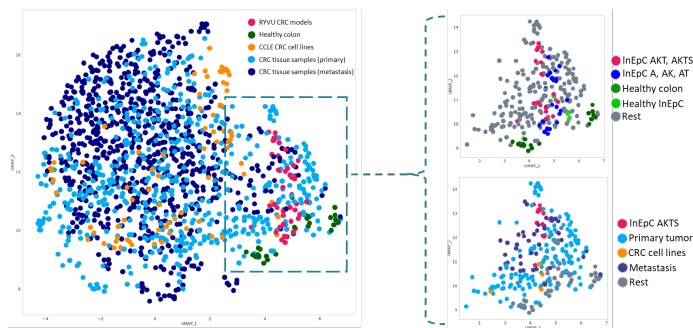 RYVU CRC models
Healthy colon
CCLE CRC cell lines
CRC tissue samples (primary)
CRC tissue samples (metastasis)
UMAP_2
16
14
12
10
8
−4
−2
0
2
4
6
UMAP_1
14
13
12
11
10
9
2
3
4
5
6
7
UMAP_1
InEpC AKT, AKTS
InEpC A, AK, AT
Healthy colon
Healthy InEpC
Rest
14
13
12
11
10
9
2
3
4
5
6
7
UMAP_1
InEpC AKTS
Primary tumor
CRC cell lines
Metastasis
Rest